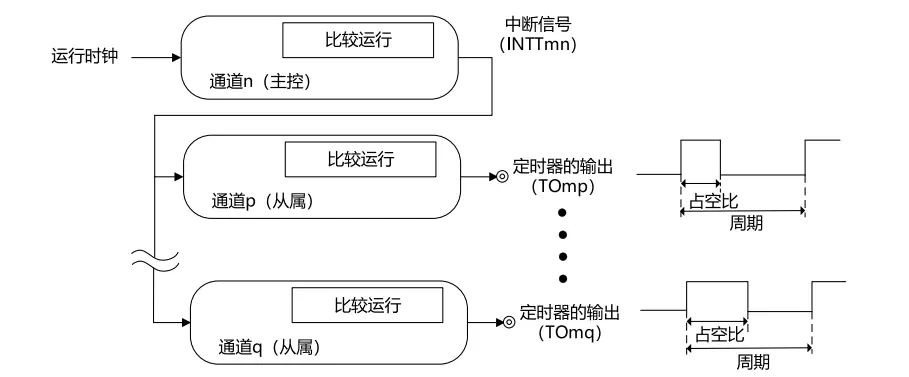 运行时钟
比较运行
通道n（主控）
中断信号
（INTTmn）
比较运行
通道p（从属）
定时器的输出
（TOmp）
占空比
周期
比较运行
通道q（从属）
定时器的输出
（TOmq）
占空比
周期